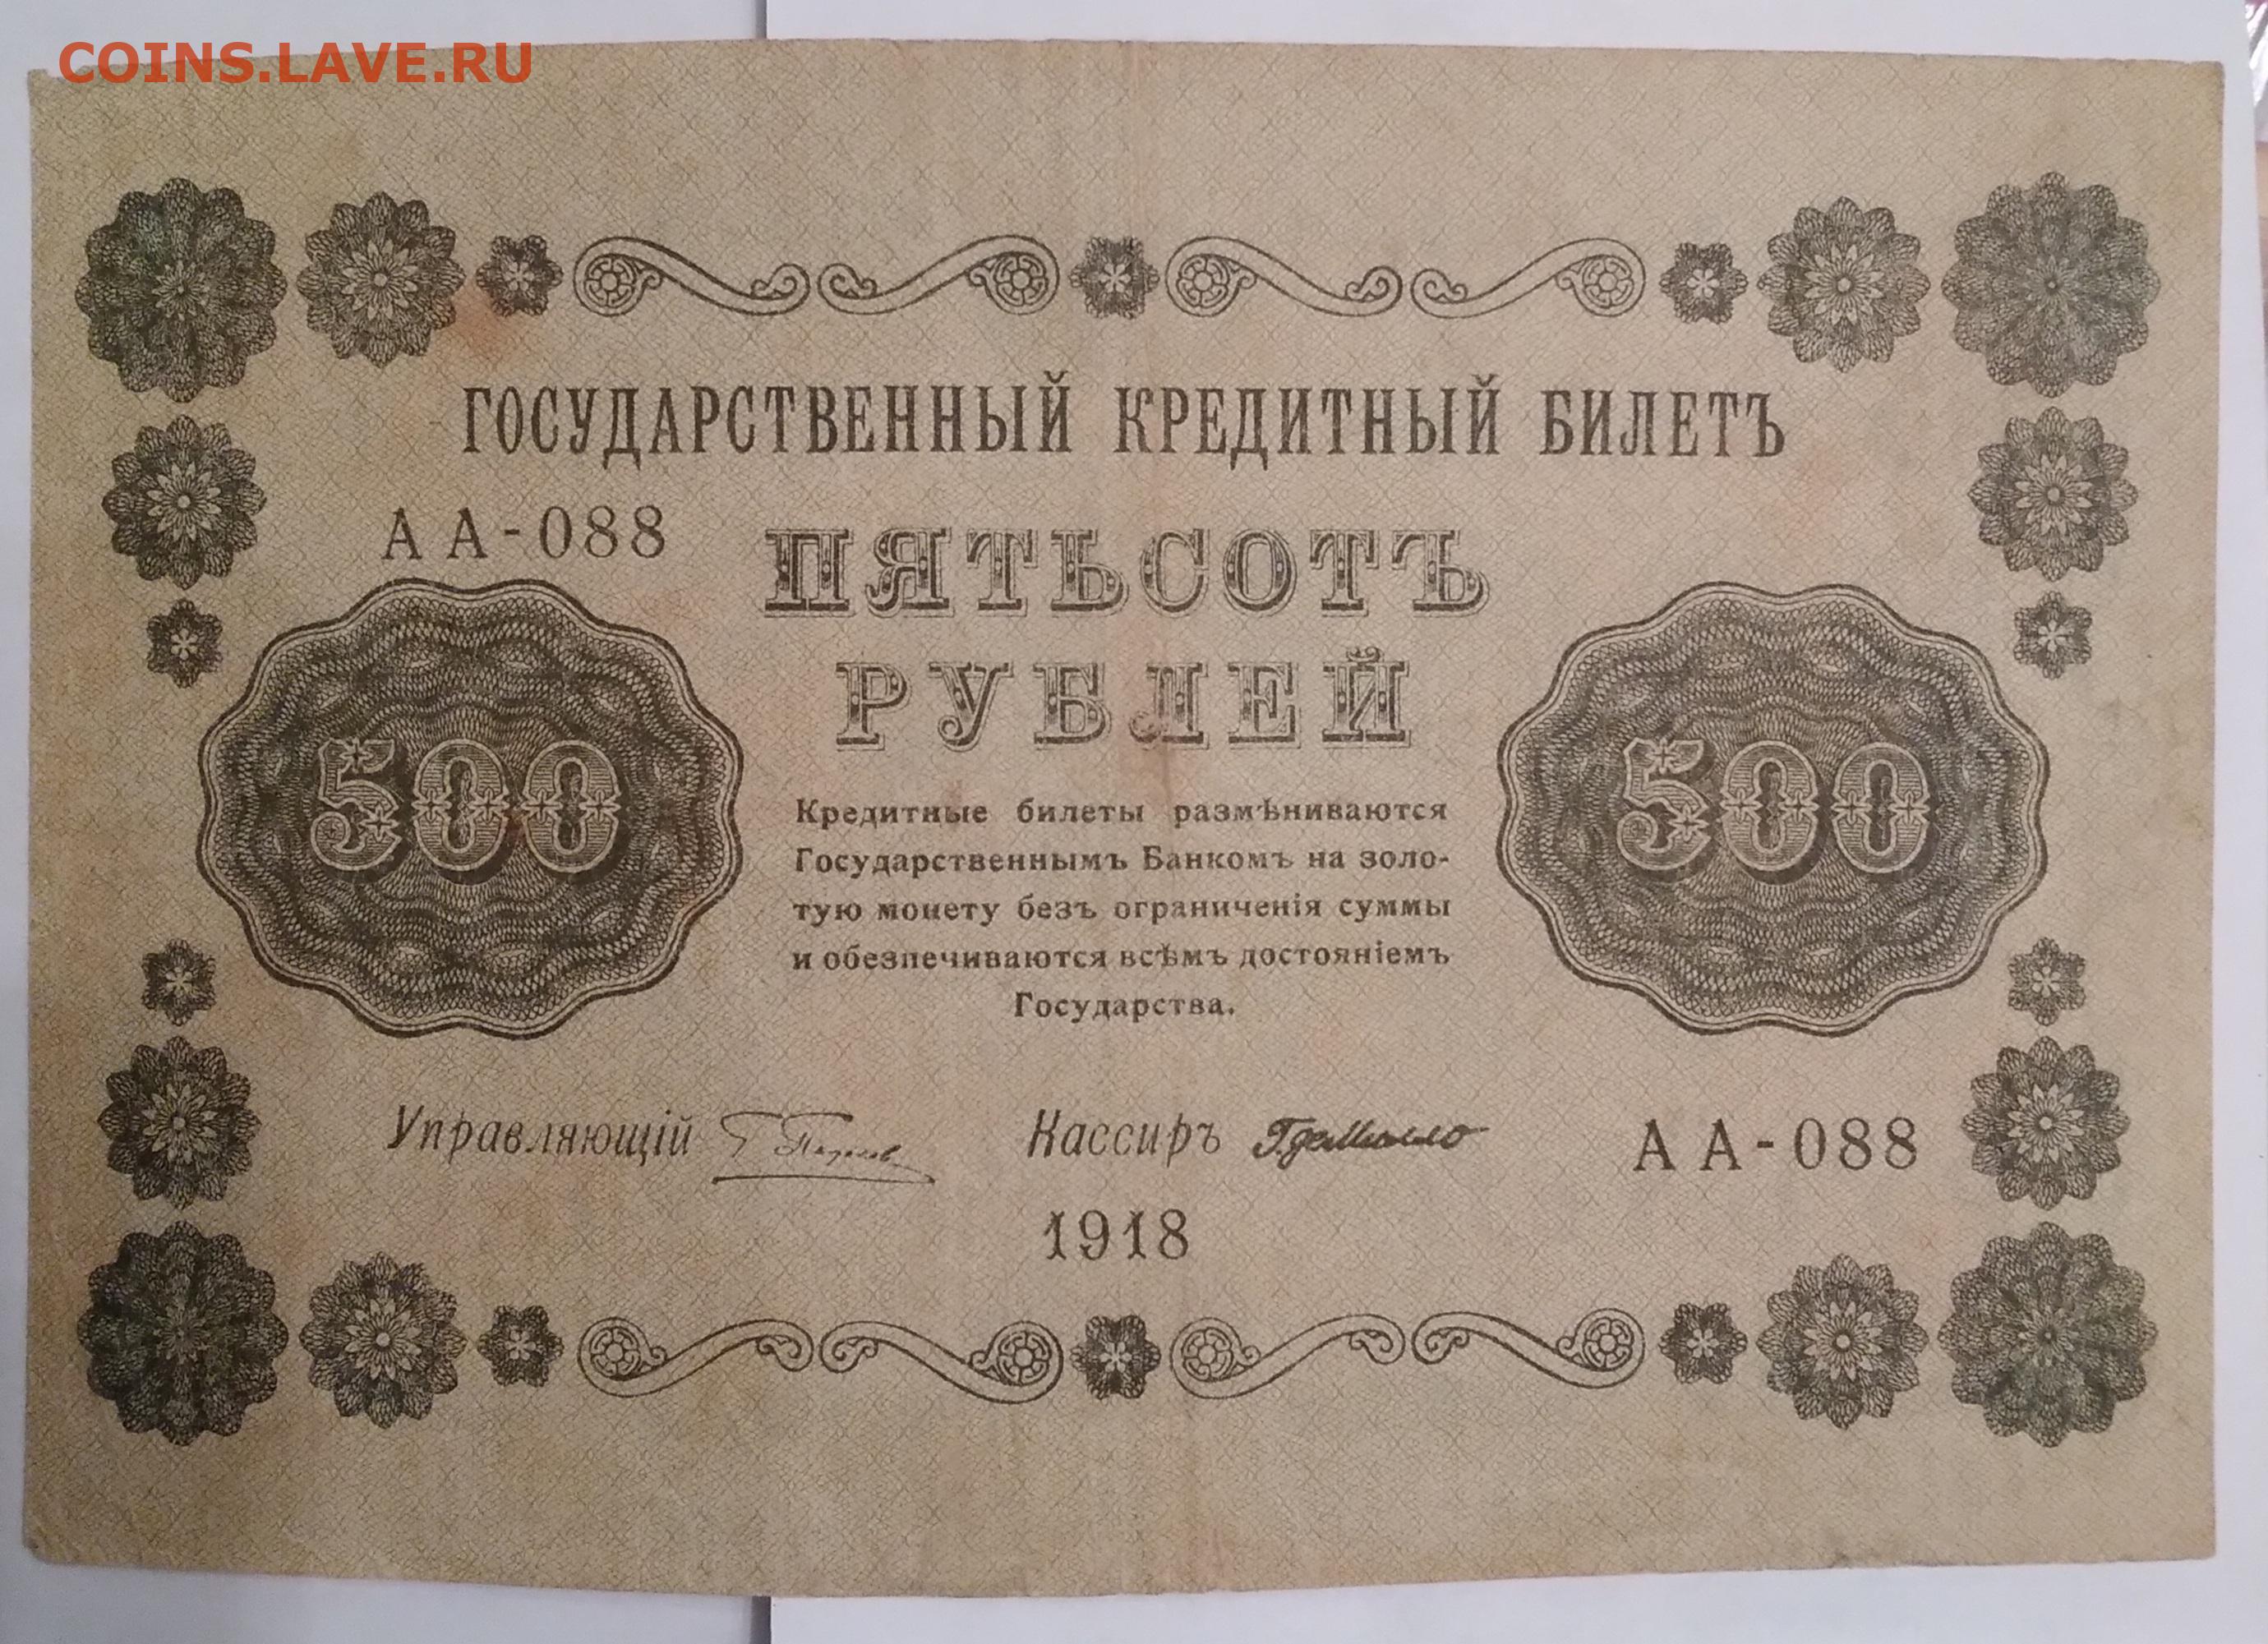 COINS.LAVE.RU
ГОСУДАРСТВЕННЫЙ КРЕДИТНЫЙ БИЛЕТЪ
АА-088
ПЯТЬСОТЪ
РУБЛЕЙ
500
500
Кредитные билеты размѣниваются
Государственнымъ Банкомъ на золо-
тую монету безъ ограниченія суммы
и обезпечиваются всѣмъ достояніемъ
Государства.
Управляющій
Кассиръ
АА-088
1918